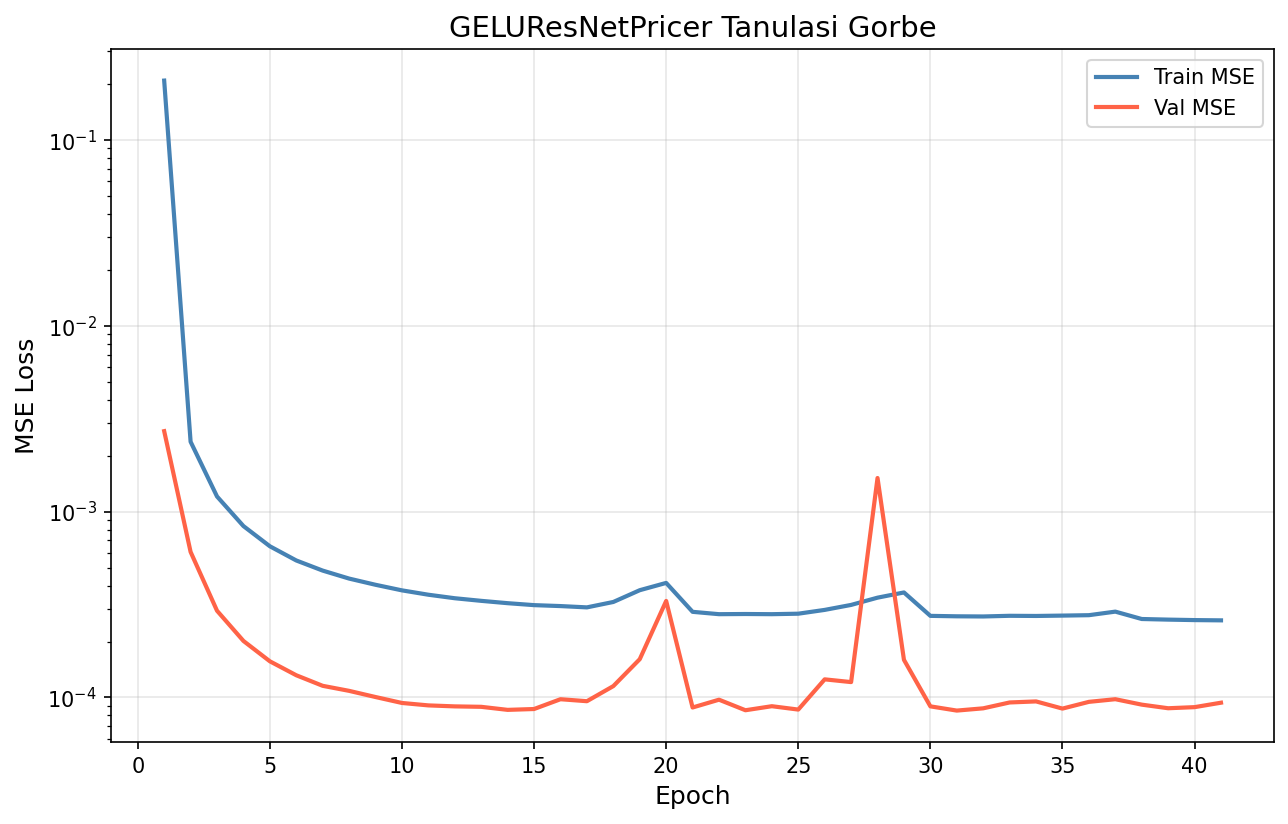 GELUResNetPricer Tanulasi Gorbe
Train MSE
Val MSE
MSE Loss
10⁻¹
10⁻²
10⁻³
10⁻⁴
0 5 10 15 20 25 30 35 40
Epoch